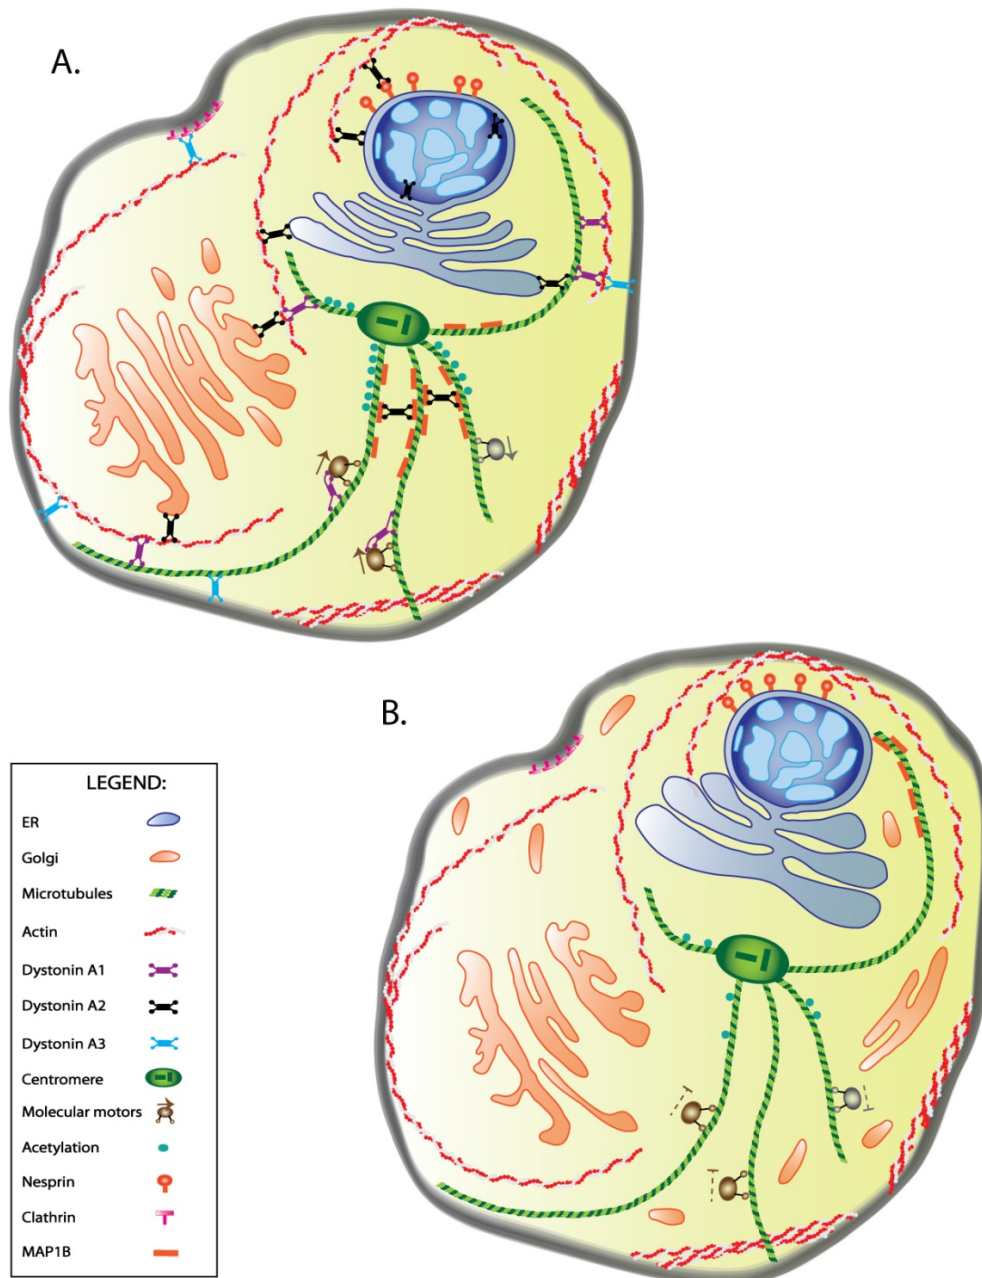 A.
B.
LEGEND:
ER
Golgi
Microtubules
Actin
Dystonin A1
Dystonin A2
Dystonin A3
Centromere
Molecular motors
Acetylation
Nesprin
Clathrin
MAP1B